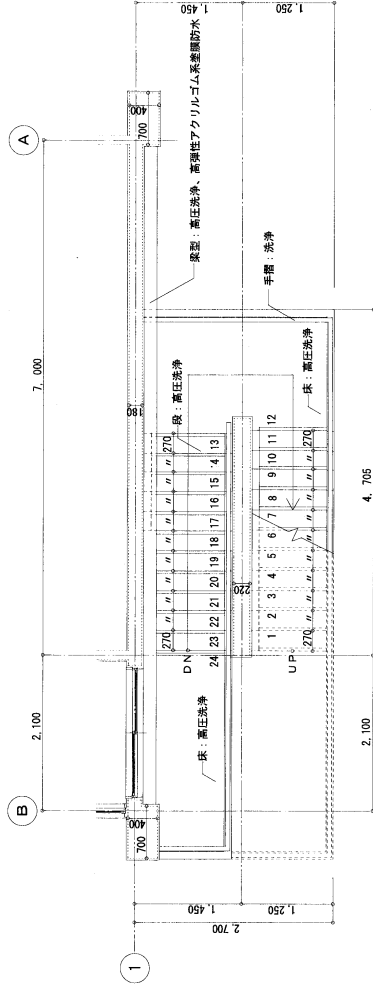 A
B
1
7,000
2,100
400
700
180
400
700
梁型：高圧洗浄、高弾性アクリルゴム系塗膜防水
段：高圧洗浄
手摺：洗浄
床：高圧洗浄
床：高圧洗浄
270 〃 〃 〃 〃 〃 〃 〃 〃 〃 270
24 23 22 21 20 19 18 17 16 15 14 13
DN
220
UP
1 2 3 4 5 6 7 8 9 10 11 12
270 〃 〃 〃 〃 〃 〃 〃 〃 〃 270
1,450
1,250
2,700
1,450
1,250
2,100
4,705